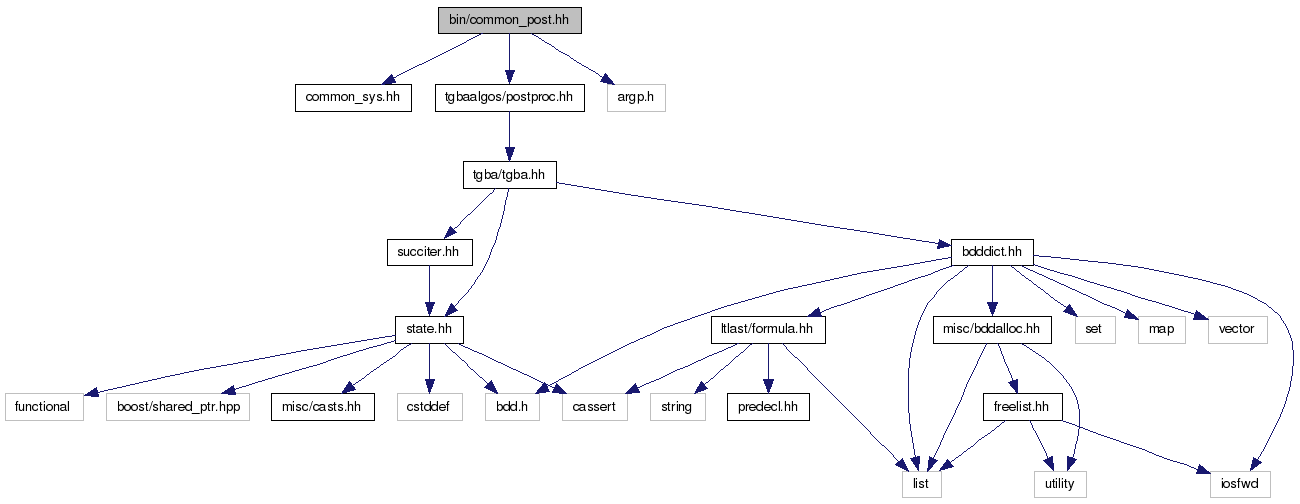 bin/common_post.hh
common_sys.hh
tgbaalgos/postproc.hh
argp.h
tgba/tgba.hh
succiter.hh
bdddict.hh
state.hh
ltlast/formula.hh
misc/bddalloc.hh
set
map
vector
functional
boost/shared_ptr.hpp
misc/casts.hh
cstddef
bdd.h
cassert
string
predecl.hh
freelist.hh
list
utility
iosfwd